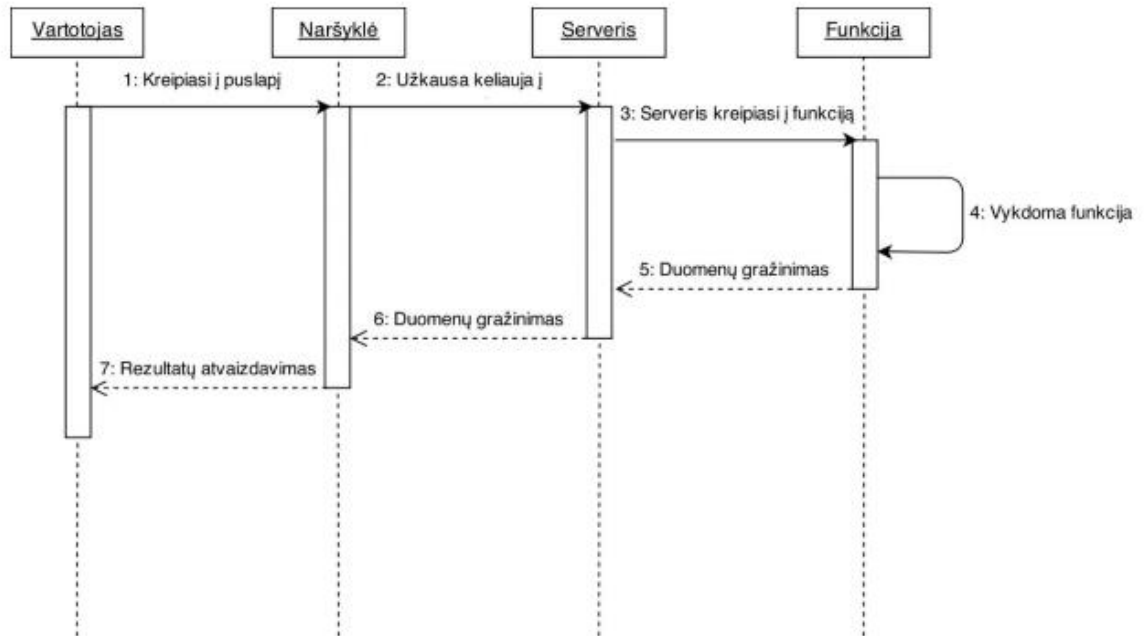 Vartotojas
Naršyklė
Serveris
Funkcija
1: Kreipiasi į puslapį
2: Užkausa keliauja į
3: Serveris kreipiasi į funkciją
4: Vykdoma funkcija
5: Duomenų gražinimas
6: Duomenų gražinimas
7: Rezultatų atvaizdavimas